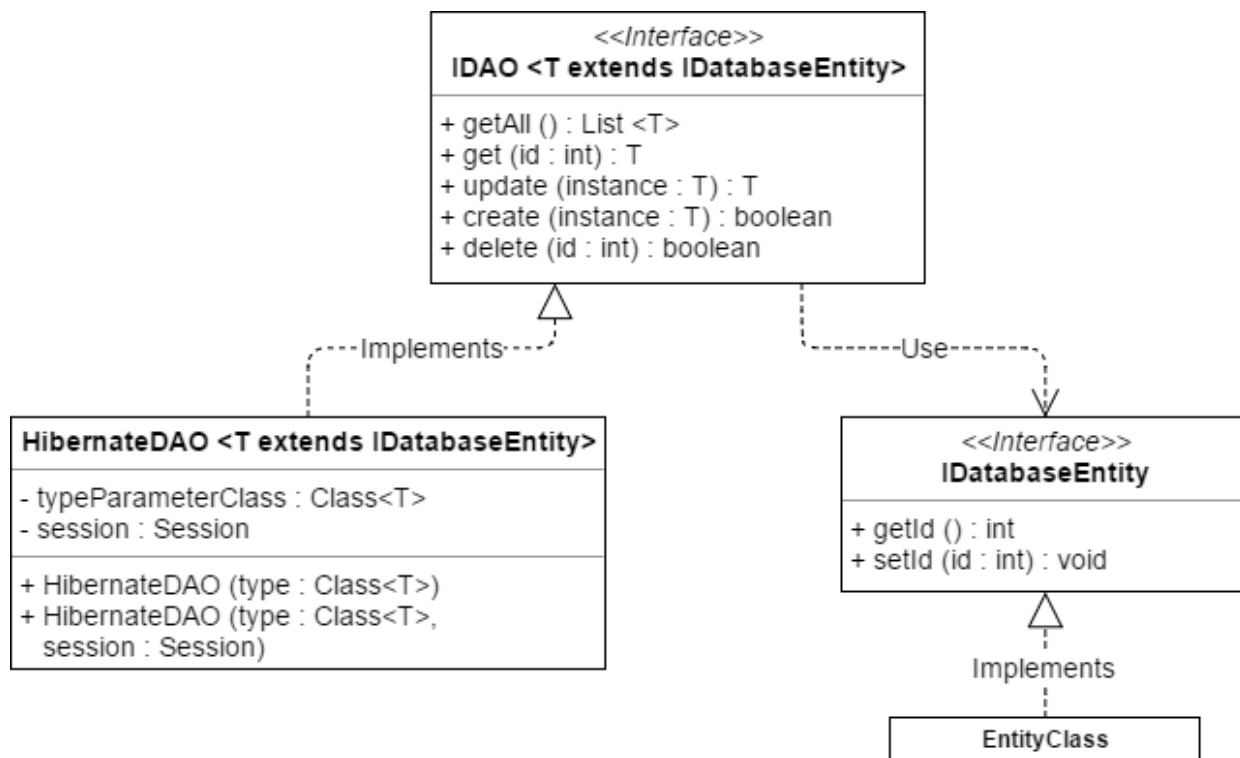 <<Interface>>
IDAO <T extends IDatabaseEntity>
+ getAll () : List <T>
+ get (id : int) : T
+ update (instance : T) : T
+ create (instance : T) : boolean
+ delete (id : int) : boolean
Implements
Use
HibernateDAO <T extends IDatabaseEntity>
- typeParameterClass : Class<T>
- session : Session
+ HibernateDAO (type : Class<T>)
+ HibernateDAO (type : Class<T>,
session : Session)
<<Interface>>
IDatabaseEntity
+ getId () : int
+ setId (id : int) : void
Implements
EntityClass